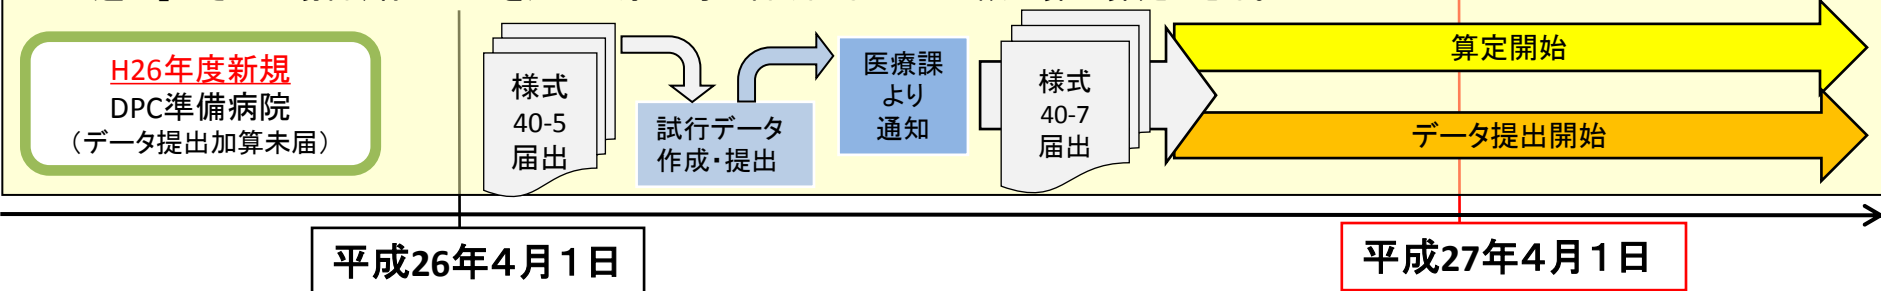 H26年度新規
DPC準備病院
（データ提出加算未届）
様式
40-5
届出
試行データ
作成・提出
医療課
より
通知
様式
40-7
届出
算定開始
データ提出開始
平成26年4月1日
平成27年4月1日